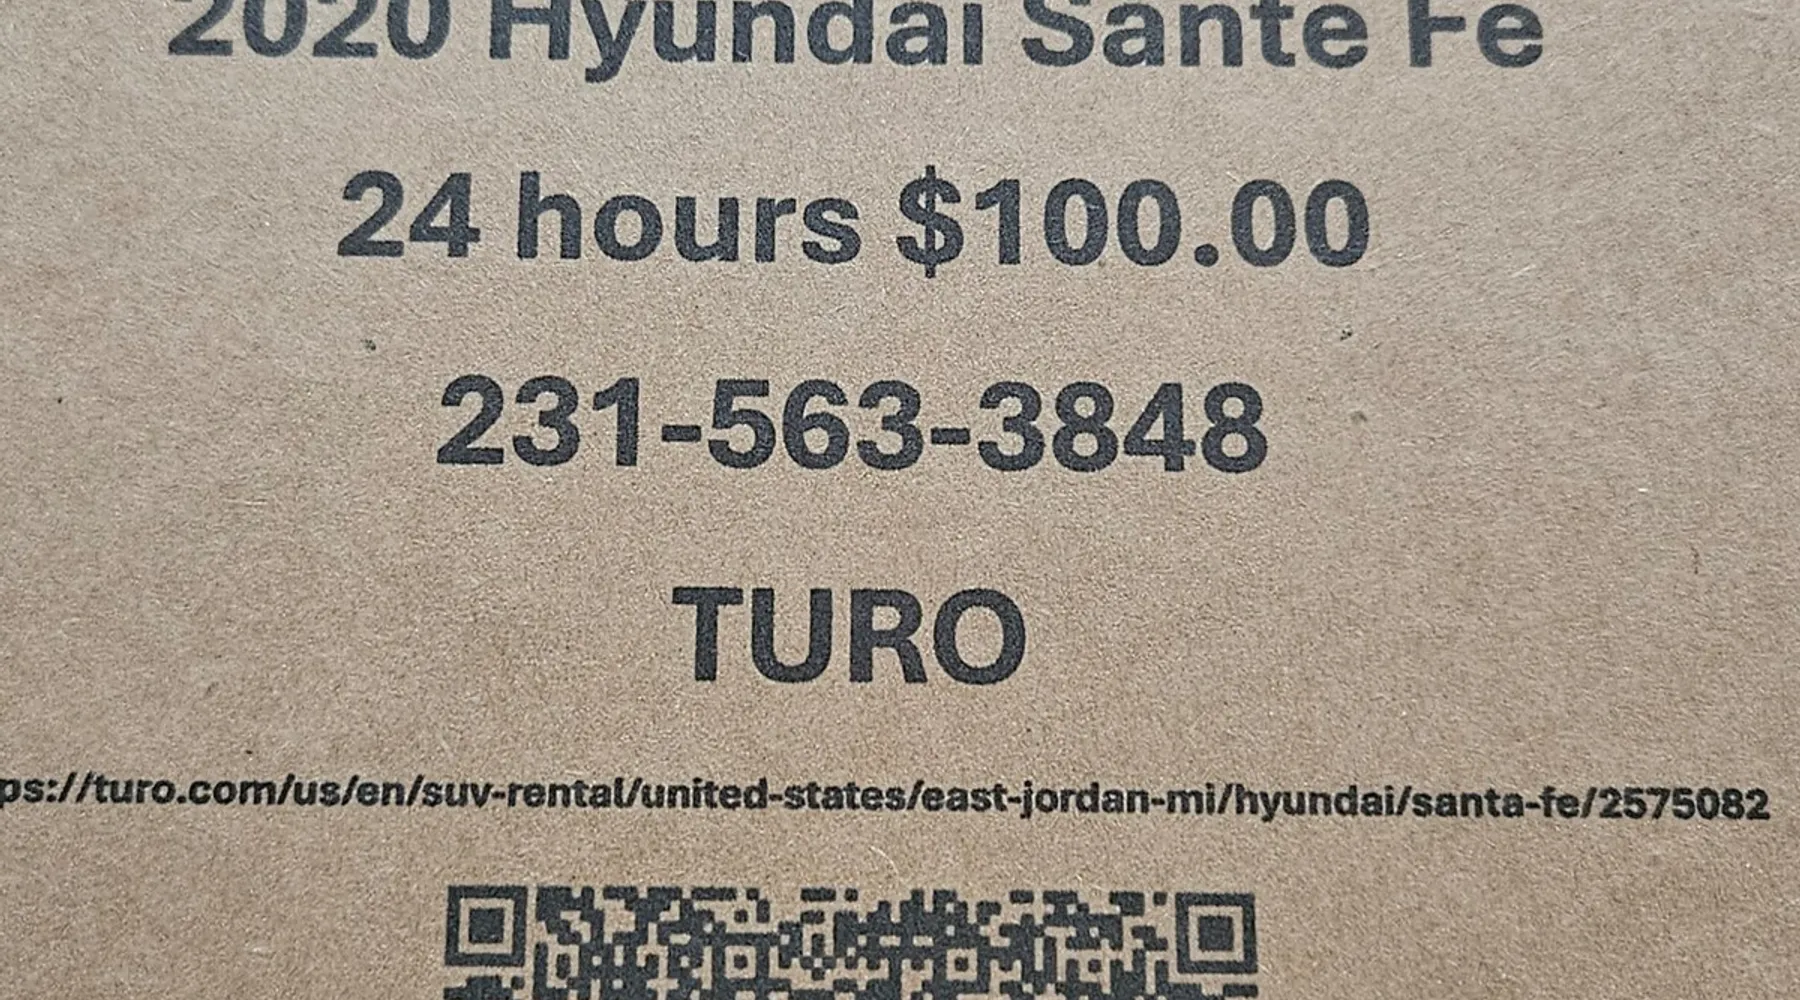 2020 Hyundai Sante Fe
24 hours $100.00
231-563-3848
TURO
ps://turo.com/us/en/suv-rental/united-states/east-jordan-mi/hyundai/santa-fe/2575082